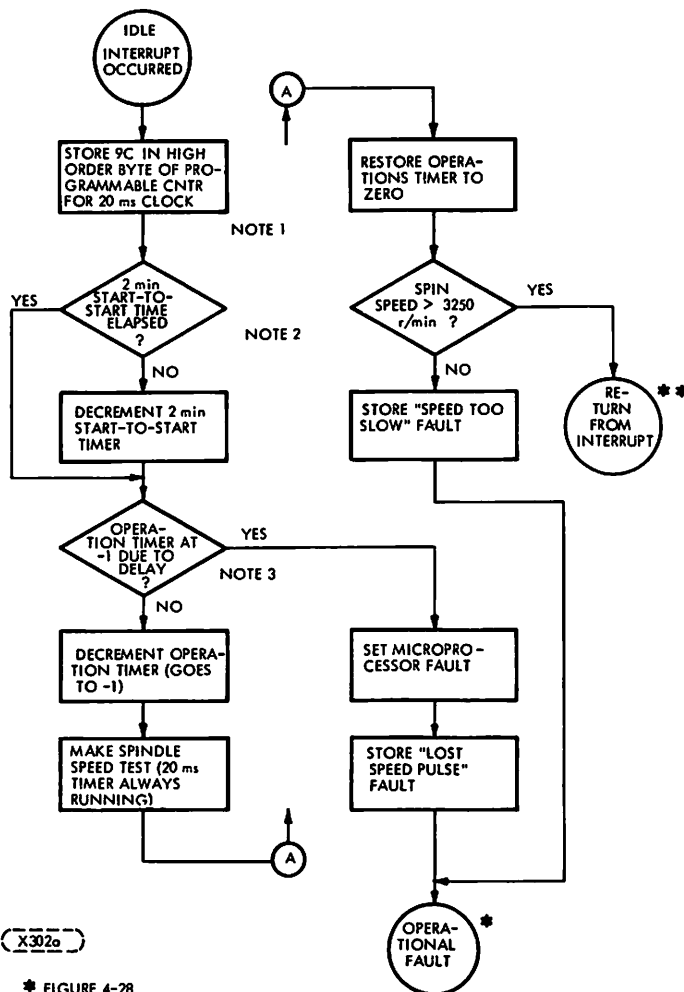 IDLE
INTERRUPT
OCCURRED
STORE 9C IN HIGH
ORDER BYTE OF PRO-
GRAMMABLE CNTR
FOR 20 ms CLOCK
NOTE 1
2 min
START-TO-
START TIME
ELAPSED
?
YES
NOTE 2
NO
DECREMENT 2 min
START-TO-START
TIMER
OPERA-
TION TIMER AT
-1 DUE TO
DELAY
?
YES
NOTE 3
NO
DECREMENT OPERA-
TION TIMER (GOES
TO -1)
MAKE SPINDLE
SPEED TEST (20 ms
TIMER ALWAYS
RUNNING)
A
A
RESTORE OPERA-
TIONS TIMER TO
ZERO
SPIN
SPEED > 3250
r/min ?
YES
NO
RE-
TURN
FROM
INTERRUPT
**
STORE "SPEED TOO
SLOW" FAULT
SET MICROPRO-
CESSOR FAULT
STORE "LOST
SPEED PULSE"
FAULT
OPERA-
TIONAL
FAULT
*
X302a
* FIGURE 4-28